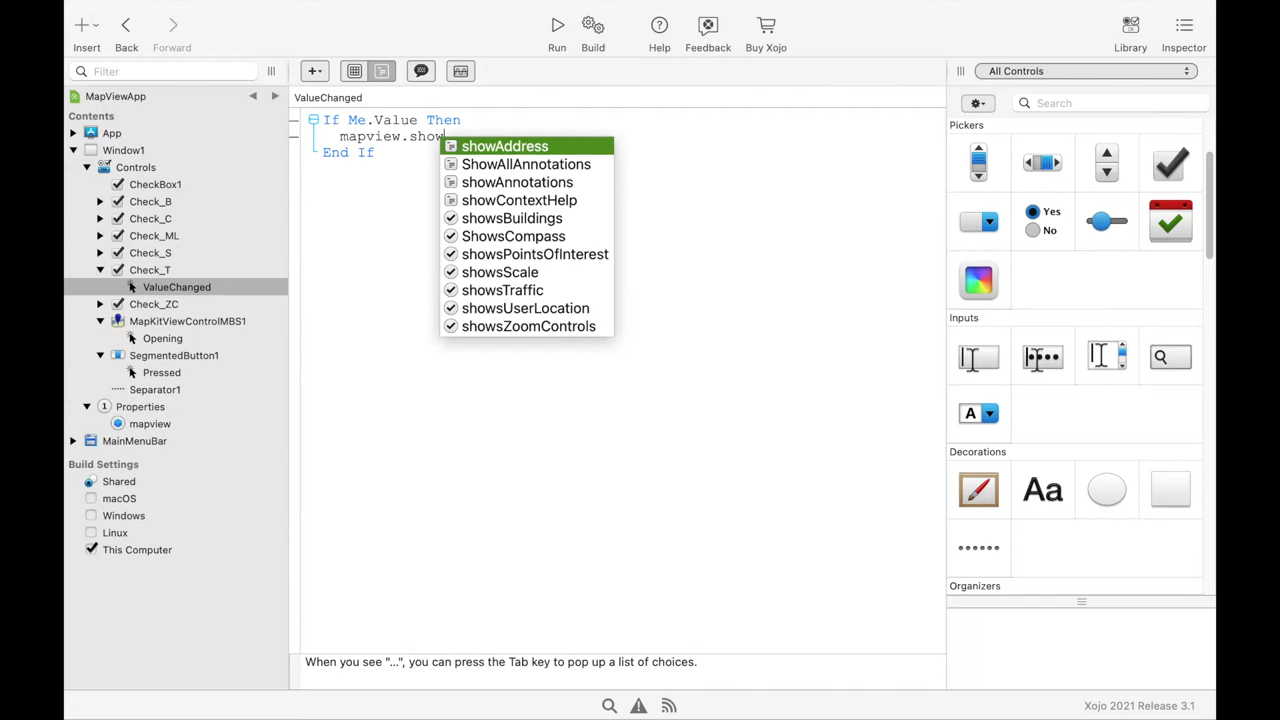 Insert
Back
Forward
Run
Build
Help
Feedback
Buy Xojo
Library
Inspector
Filter
All Controls
MapViewApp
ValueChanged
Search
Contents
App
Window1
Controls
CheckBox1
Check_B
Check_C
Check_ML
Check_S
Check_T
ValueChanged
Check_ZC
MapKitViewControlMBS1
Opening
SegmentedButton1
Pressed
Separator1
Properties
mapview
MainMenuBar
Build Settings
Shared
macOS
Windows
Linux
This Computer
If Me.Value Then
mapview.show
End If
showAddress
ShowAllAnnotations
showAnnotations
showContextHelp
showsBuildings
ShowsCompass
showsPointsOfInterest
showsScale
showsTraffic
showsUserLocation
showsZoomControls
Pickers
Yes
No
Inputs
A
Decorations
Aa
Organizers
When you see "...", you can press the Tab key to pop up a list of choices.
Xojo 2021 Release 3.1